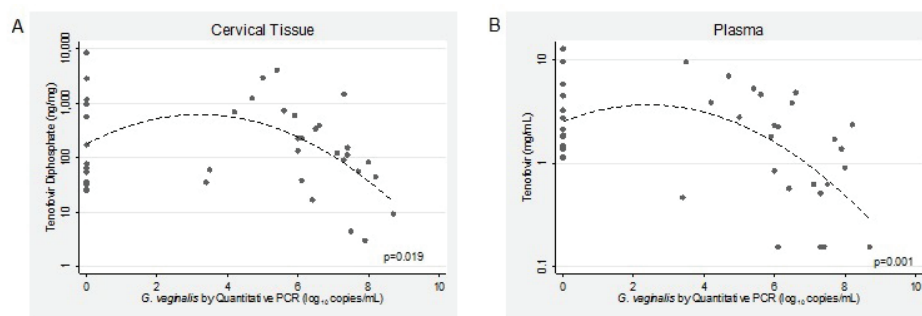 A
Cervical Tissue
Tenofovir Diphosphate (ng/mg)
10,000
1,000
100
10
1
p=0.019
0 2 4 6 8 10
G. vaginalis by Quantitative PCR (log₁₀ copies/mL)
B
Plasma
Tenofovir (mg/mL)
10
1
0.1
p=0.001
0 2 4 6 8 10
G. vaginalis by Quantitative PCR (log₁₀ copies/mL)